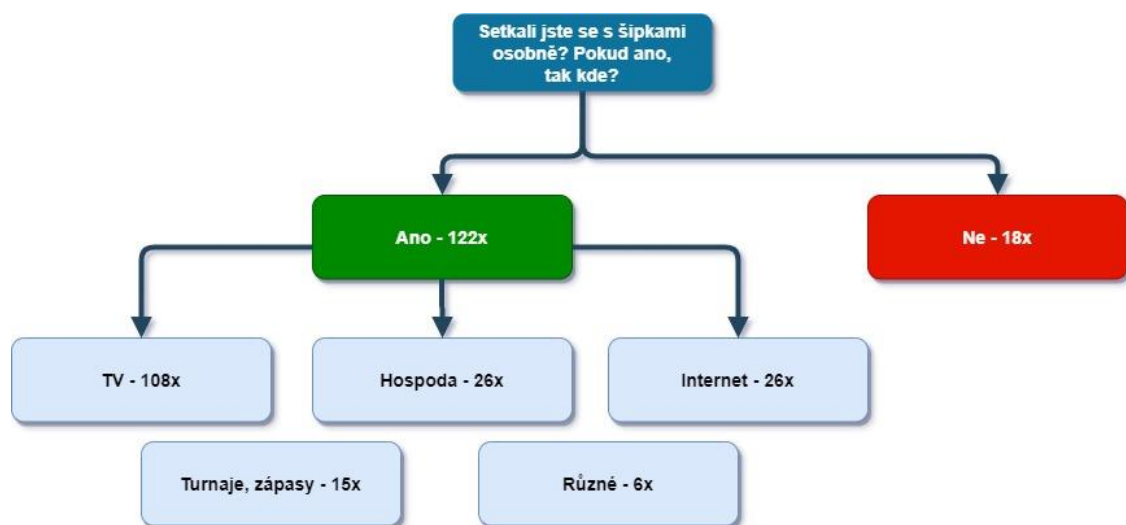 Setkali jste se s šipkami
osobně? Pokud ano,
tak kde?
Ano - 122x
Ne - 18x
TV - 108x
Hospoda - 26x
Internet - 26x
Turnaje, zápasy - 15x
Různé - 6x